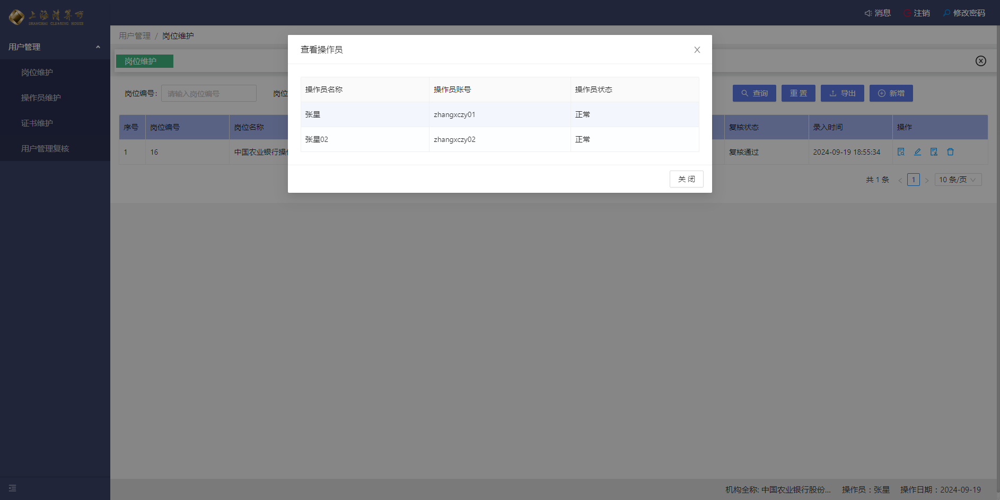 上海清算所
SHANGHAI CLEARING HOUSE
消息 注销 修改密码
用户管理
岗位维护
操作员维护
证书维护
用户管理复核
用户管理 / 岗位维护
岗位维护
岗位编号: 请输入岗位编号 岗位
查询 重 置 导出 新增
序号 岗位编号 岗位名称 复核状态 录入时间 操作
1 16 中国农业银行操 复核通过 2024-09-19 18:55:34
共 1 条 < 1 > 10 条/页
查看操作员
操作员名称 操作员账号 操作员状态
张星 zhangxczy01 正常
张星02 zhangxczy02 正常
关 闭
机构全称: 中国农业银行股份... 操作员：张星 操作日期：2024-09-19